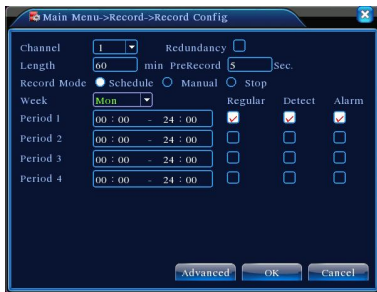 Main Menu->Record->Record Config
Channel 1 Redundancy
Length 60 min PreRecord 5 Sec.
Record Mode Schedule Manual Stop
Week Mon Regular Detect Alarm
Period 1 00 : 00 - 24 : 00
Period 2 00 : 00 - 24 : 00
Period 3 00 : 00 - 24 : 00
Period 4 00 : 00 - 24 : 00
Advanced OK Cancel